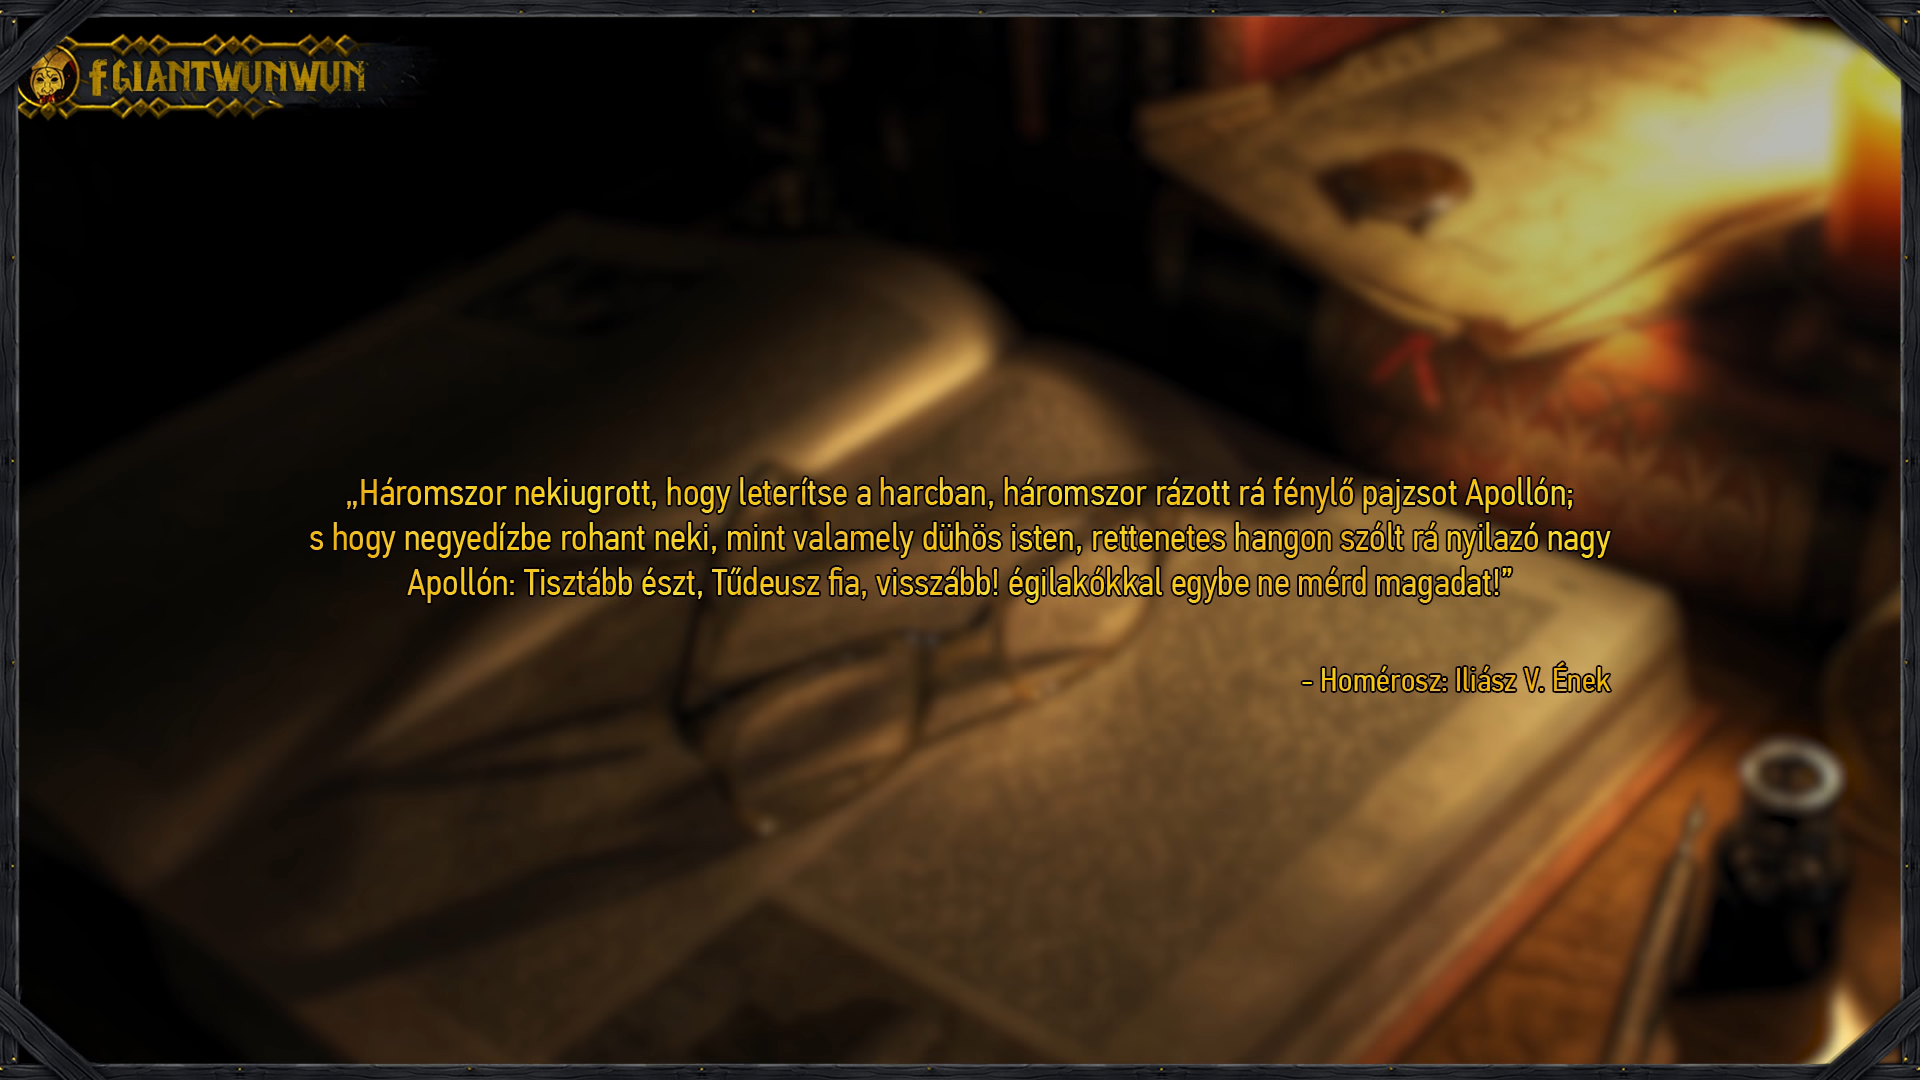 fGIANTWUNWUN
„Háromszor nekiugrott, hogy leterítse a harcban, háromszor rázott rá fénylő pajzsot Apollón;
s hogy negyedízbe rohant neki, mint valamely dühös isten, rettenetes hangon szólt rá nyilazó nagy
Apollón: Tisztább észt, Tűdeusz fia, visszább! égilakókkal egybe ne mérd magadat!”
- Homérosz: Iliász V. Ének